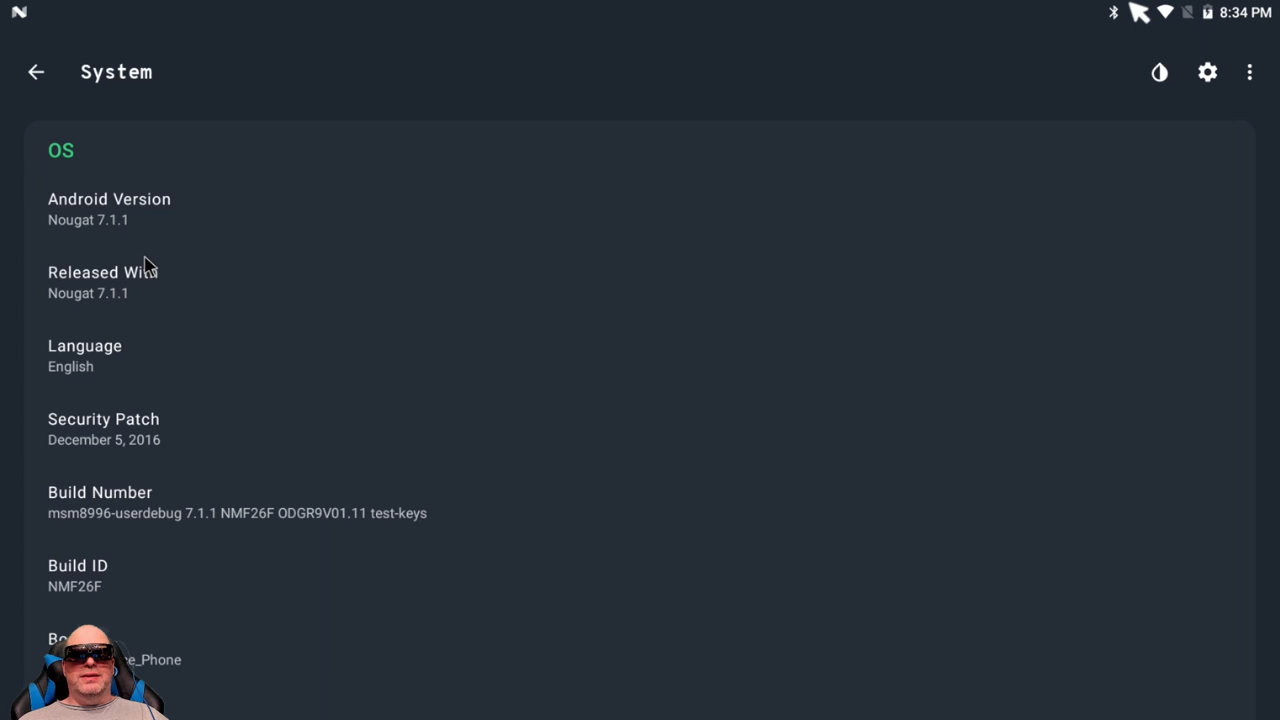 8:34 PM
System
OS
Android Version
Nougat 7.1.1
Released With
Nougat 7.1.1
Language
English
Security Patch
December 5, 2016
Build Number
msm8996-userdebug 7.1.1 NMF26F ODGR9V01.11 test-keys
Build ID
NMF26F